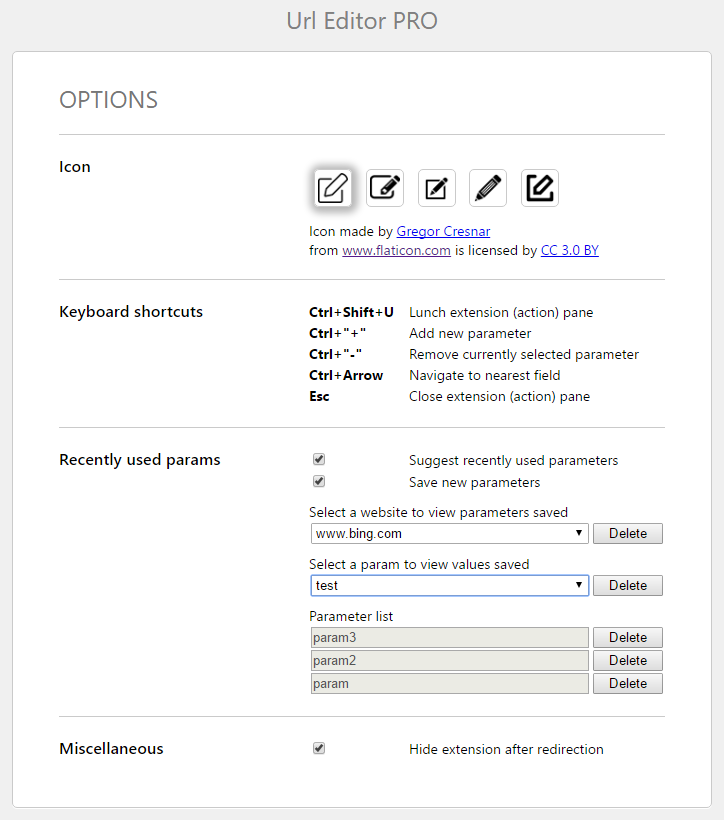 Url Editor PRO
OPTIONS
Icon
Icon made by Gregor Cresnar
from www.flaticon.com is licensed by CC 3.0 BY
Keyboard shortcuts
Ctrl+Shift+U Lunch extension (action) pane
Ctrl+"+" Add new parameter
Ctrl+"-" Remove currently selected parameter
Ctrl+Arrow Navigate to nearest field
Esc Close extension (action) pane
Recently used params
Suggest recently used parameters
Save new parameters
Select a website to view parameters saved
www.bing.com Delete
Select a param to view values saved
test Delete
Parameter list
param3 Delete
param2 Delete
param Delete
Miscellaneous
Hide extension after redirection